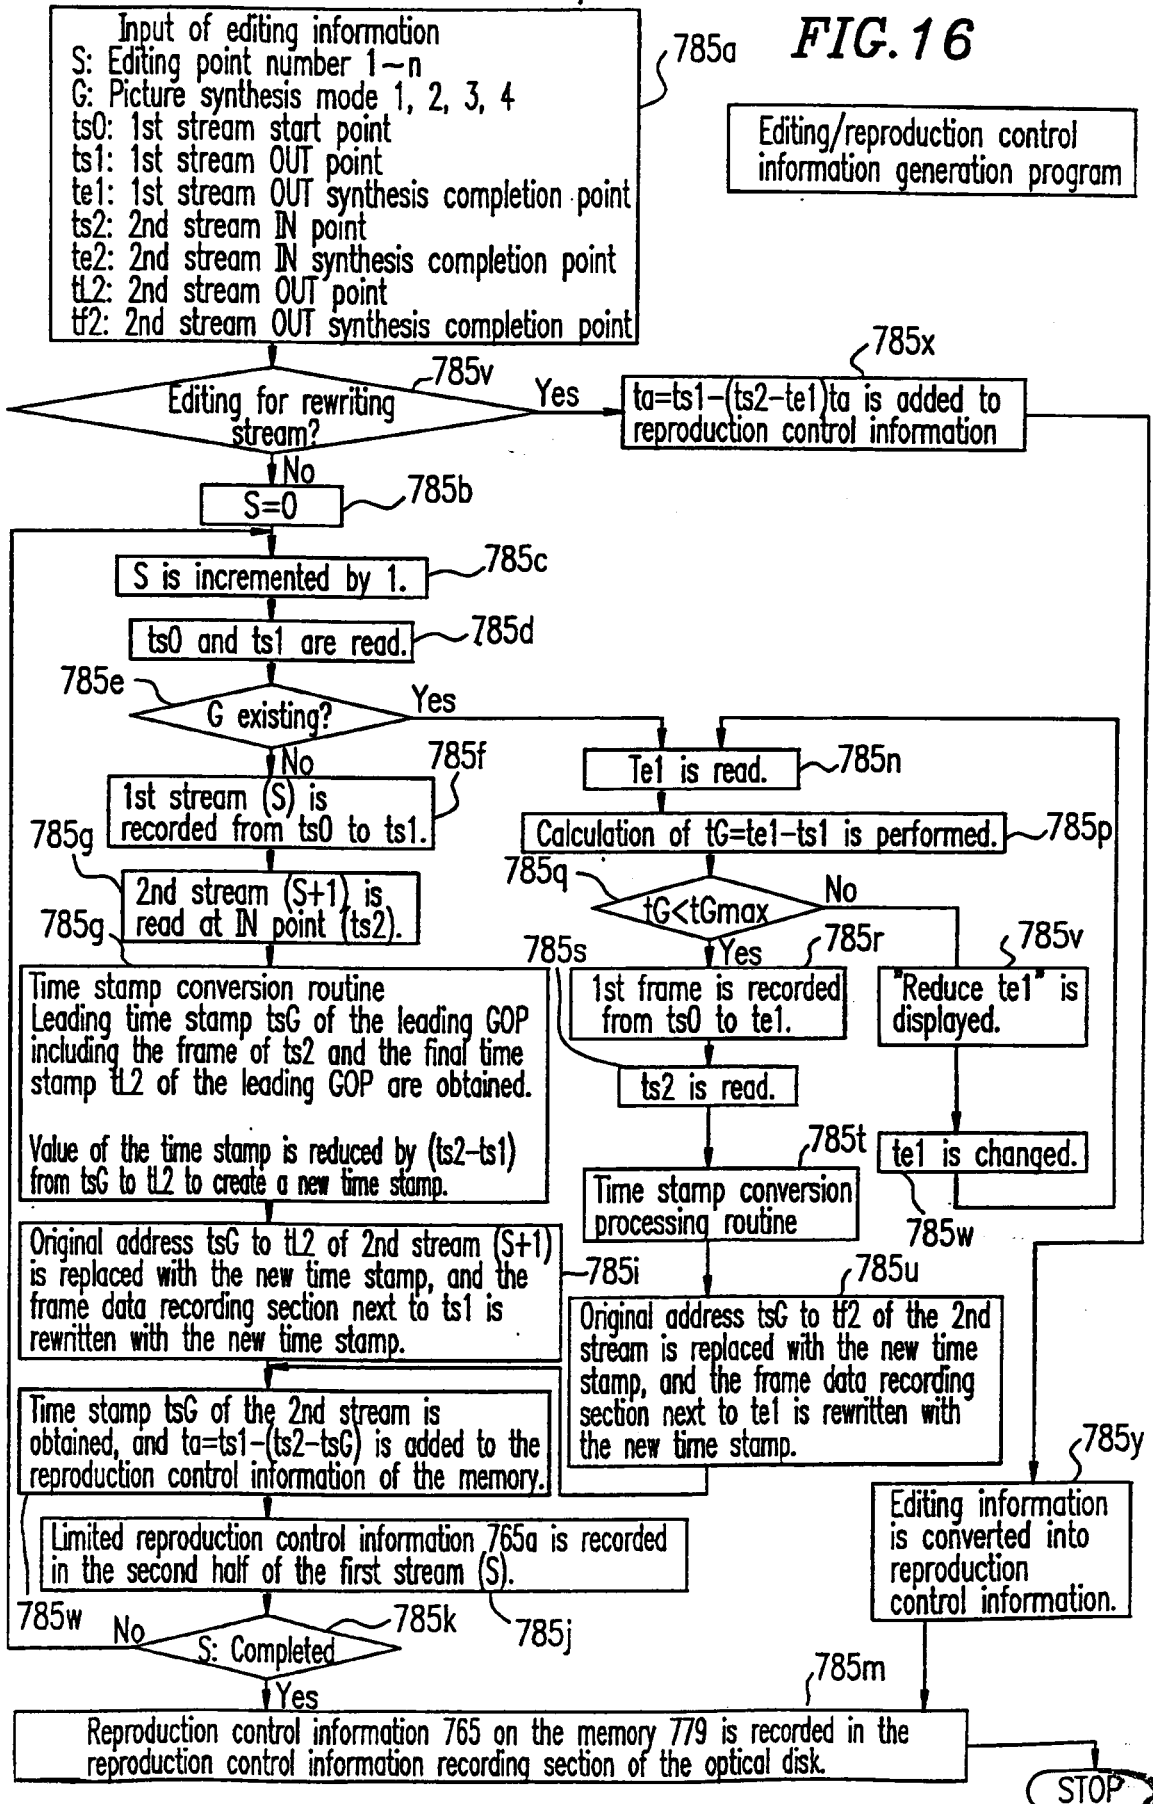 FIG.16
Editing/reproduction control
information generation program
Input of editing information
S: Editing point number 1~n
G: Picture synthesis mode 1, 2, 3, 4
ts0: 1st stream start point
ts1: 1st stream OUT point
te1: 1st stream OUT synthesis completion point
ts2: 2nd stream IN point
te2: 2nd stream IN synthesis completion point
tL2: 2nd stream OUT point
tf2: 2nd stream OUT synthesis completion point
785a
785v
Editing for rewriting
stream?
Yes
No
785x
ta=ts1-(ts2-te1)ta is added to
reproduction control information
S=0
785b
S is incremented by 1.
785c
ts0 and ts1 are read.
785d
785e
G existing?
Yes
No
785f
1st stream (S) is
recorded from ts0 to ts1.
785g
2nd stream (S+1) is
read at IN point (ts2).
785g
Time stamp conversion routine
Leading time stamp tsG of the leading GOP
including the frame of ts2 and the final time
stamp tL2 of the leading GOP are obtained.
Value of the time stamp is reduced by (ts2-ts1)
from tsG to tL2 to create a new time stamp.
Original address tsG to tL2 of 2nd stream (S+1)
is replaced with the new time stamp, and the
frame data recording section next to ts1 is
rewritten with the new time stamp.
785i
Time stamp tsG of the 2nd stream is
obtained, and ta=ts1-(ts2-tsG) is added to the
reproduction control information of the memory.
785w
Limited reproduction control information 765a is recorded
in the second half of the first stream (S).
785j
785k
No
S: Completed
Yes
Te1 is read.
785n
Calculation of tG=te1-ts1 is performed.
785p
785q
tG<tGmax
No
Yes
785r
1st frame is recorded
from ts0 to te1.
785s
ts2 is read.
785t
Time stamp conversion
processing routine
785u
Original address tsG to tf2 of the 2nd
stream is replaced with the new time
stamp, and the frame data recording
section next to te1 is rewritten with
the new time stamp.
785v
"Reduce te1" is
displayed.
te1 is changed.
785w
785y
Editing information
is converted into
reproduction
control information.
785m
Reproduction control information 765 on the memory 779 is recorded in the
reproduction control information recording section of the optical disk.
STOP